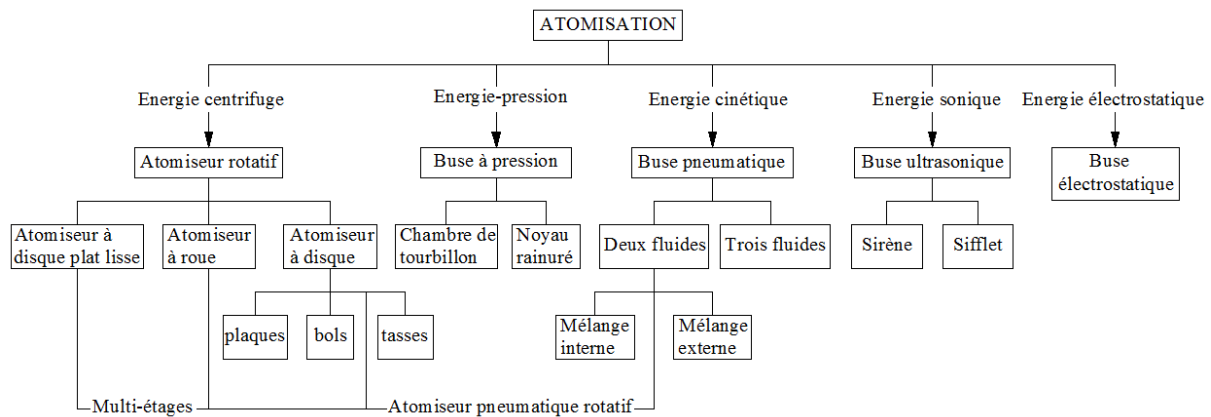 ATOMISATION
Energie centrifuge
Energie-pression
Energie cinétique
Energie sonique
Energie électrostatique
Atomiseur rotatif
Buse à pression
Buse pneumatique
Buse ultrasonique
Buse
électrostatique
Atomiseur à
disque plat lisse
Atomiseur
à roue
Atomiseur
à disque
Chambre de
tourbillon
Noyau
rainuré
Deux fluides
Trois fluides
Sirène
Sifflet
plaques
bols
tasses
Mélange
interne
Mélange
externe
Multi-étages
Atomiseur pneumatique rotatif